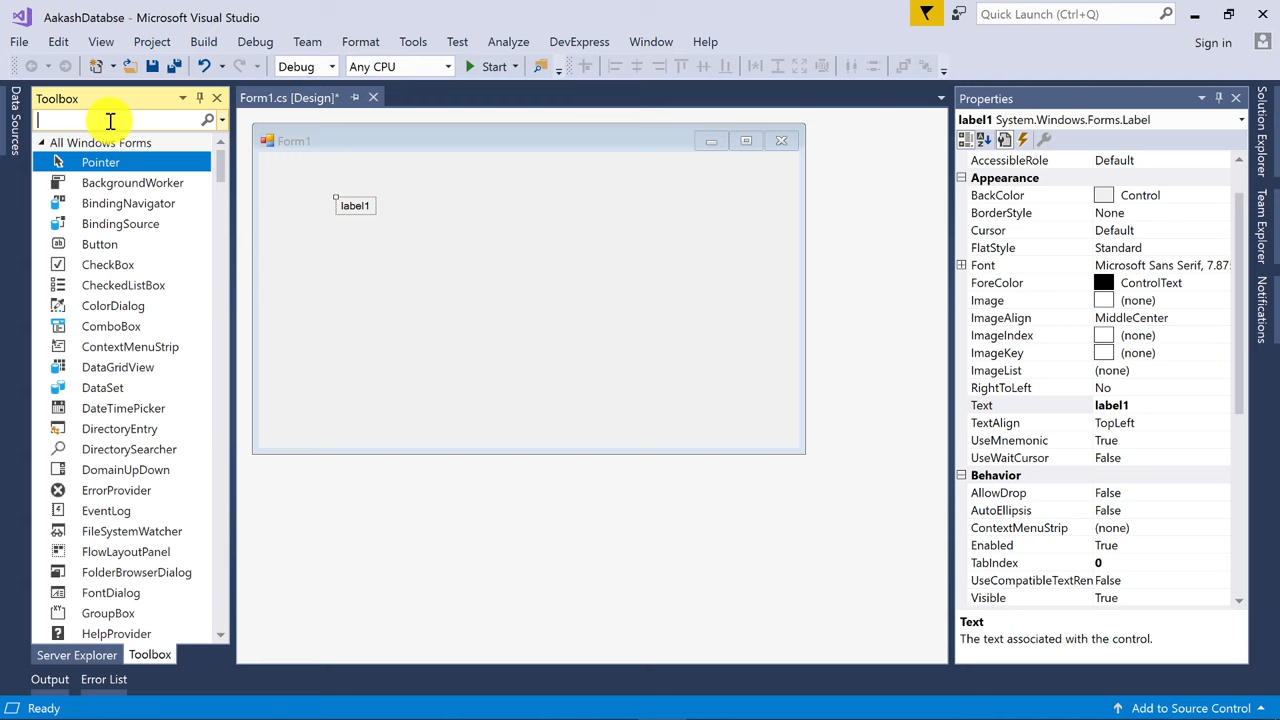 AakashDatabse - Microsoft Visual Studio
Quick Launch (Ctrl+Q)
File Edit View Project Build Debug Team Format Tools Test Analyze DevExpress Window Help
Sign in
Debug Any CPU Start
Data Sources
Toolbox
All Windows Forms
Pointer
BackgroundWorker
BindingNavigator
BindingSource
Button
CheckBox
CheckedListBox
ColorDialog
ComboBox
ContextMenuStrip
DataGridView
DataSet
DateTimePicker
DirectoryEntry
DirectorySearcher
DomainUpDown
ErrorProvider
EventLog
FileSystemWatcher
FlowLayoutPanel
FolderBrowserDialog
FontDialog
GroupBox
HelpProvider
Server Explorer Toolbox
Form1.cs [Design]*
Form1
label1
Properties
label1 System.Windows.Forms.Label
AccessibleRole Default
Appearance
BackColor Control
BorderStyle None
Cursor Default
FlatStyle Standard
Font Microsoft Sans Serif, 7.875
ForeColor ControlText
Image (none)
ImageAlign MiddleCenter
ImageIndex (none)
ImageKey (none)
ImageList (none)
RightToLeft No
Text label1
TextAlign TopLeft
UseMnemonic True
UseWaitCursor False
Behavior
AllowDrop False
AutoEllipsis False
ContextMenuStrip (none)
Enabled True
TabIndex 0
UseCompatibleTextRen False
Visible True
Text
The text associated with the control.
Solution Explorer
Team Explorer
Notifications
Output Error List
Ready
Add to Source Control